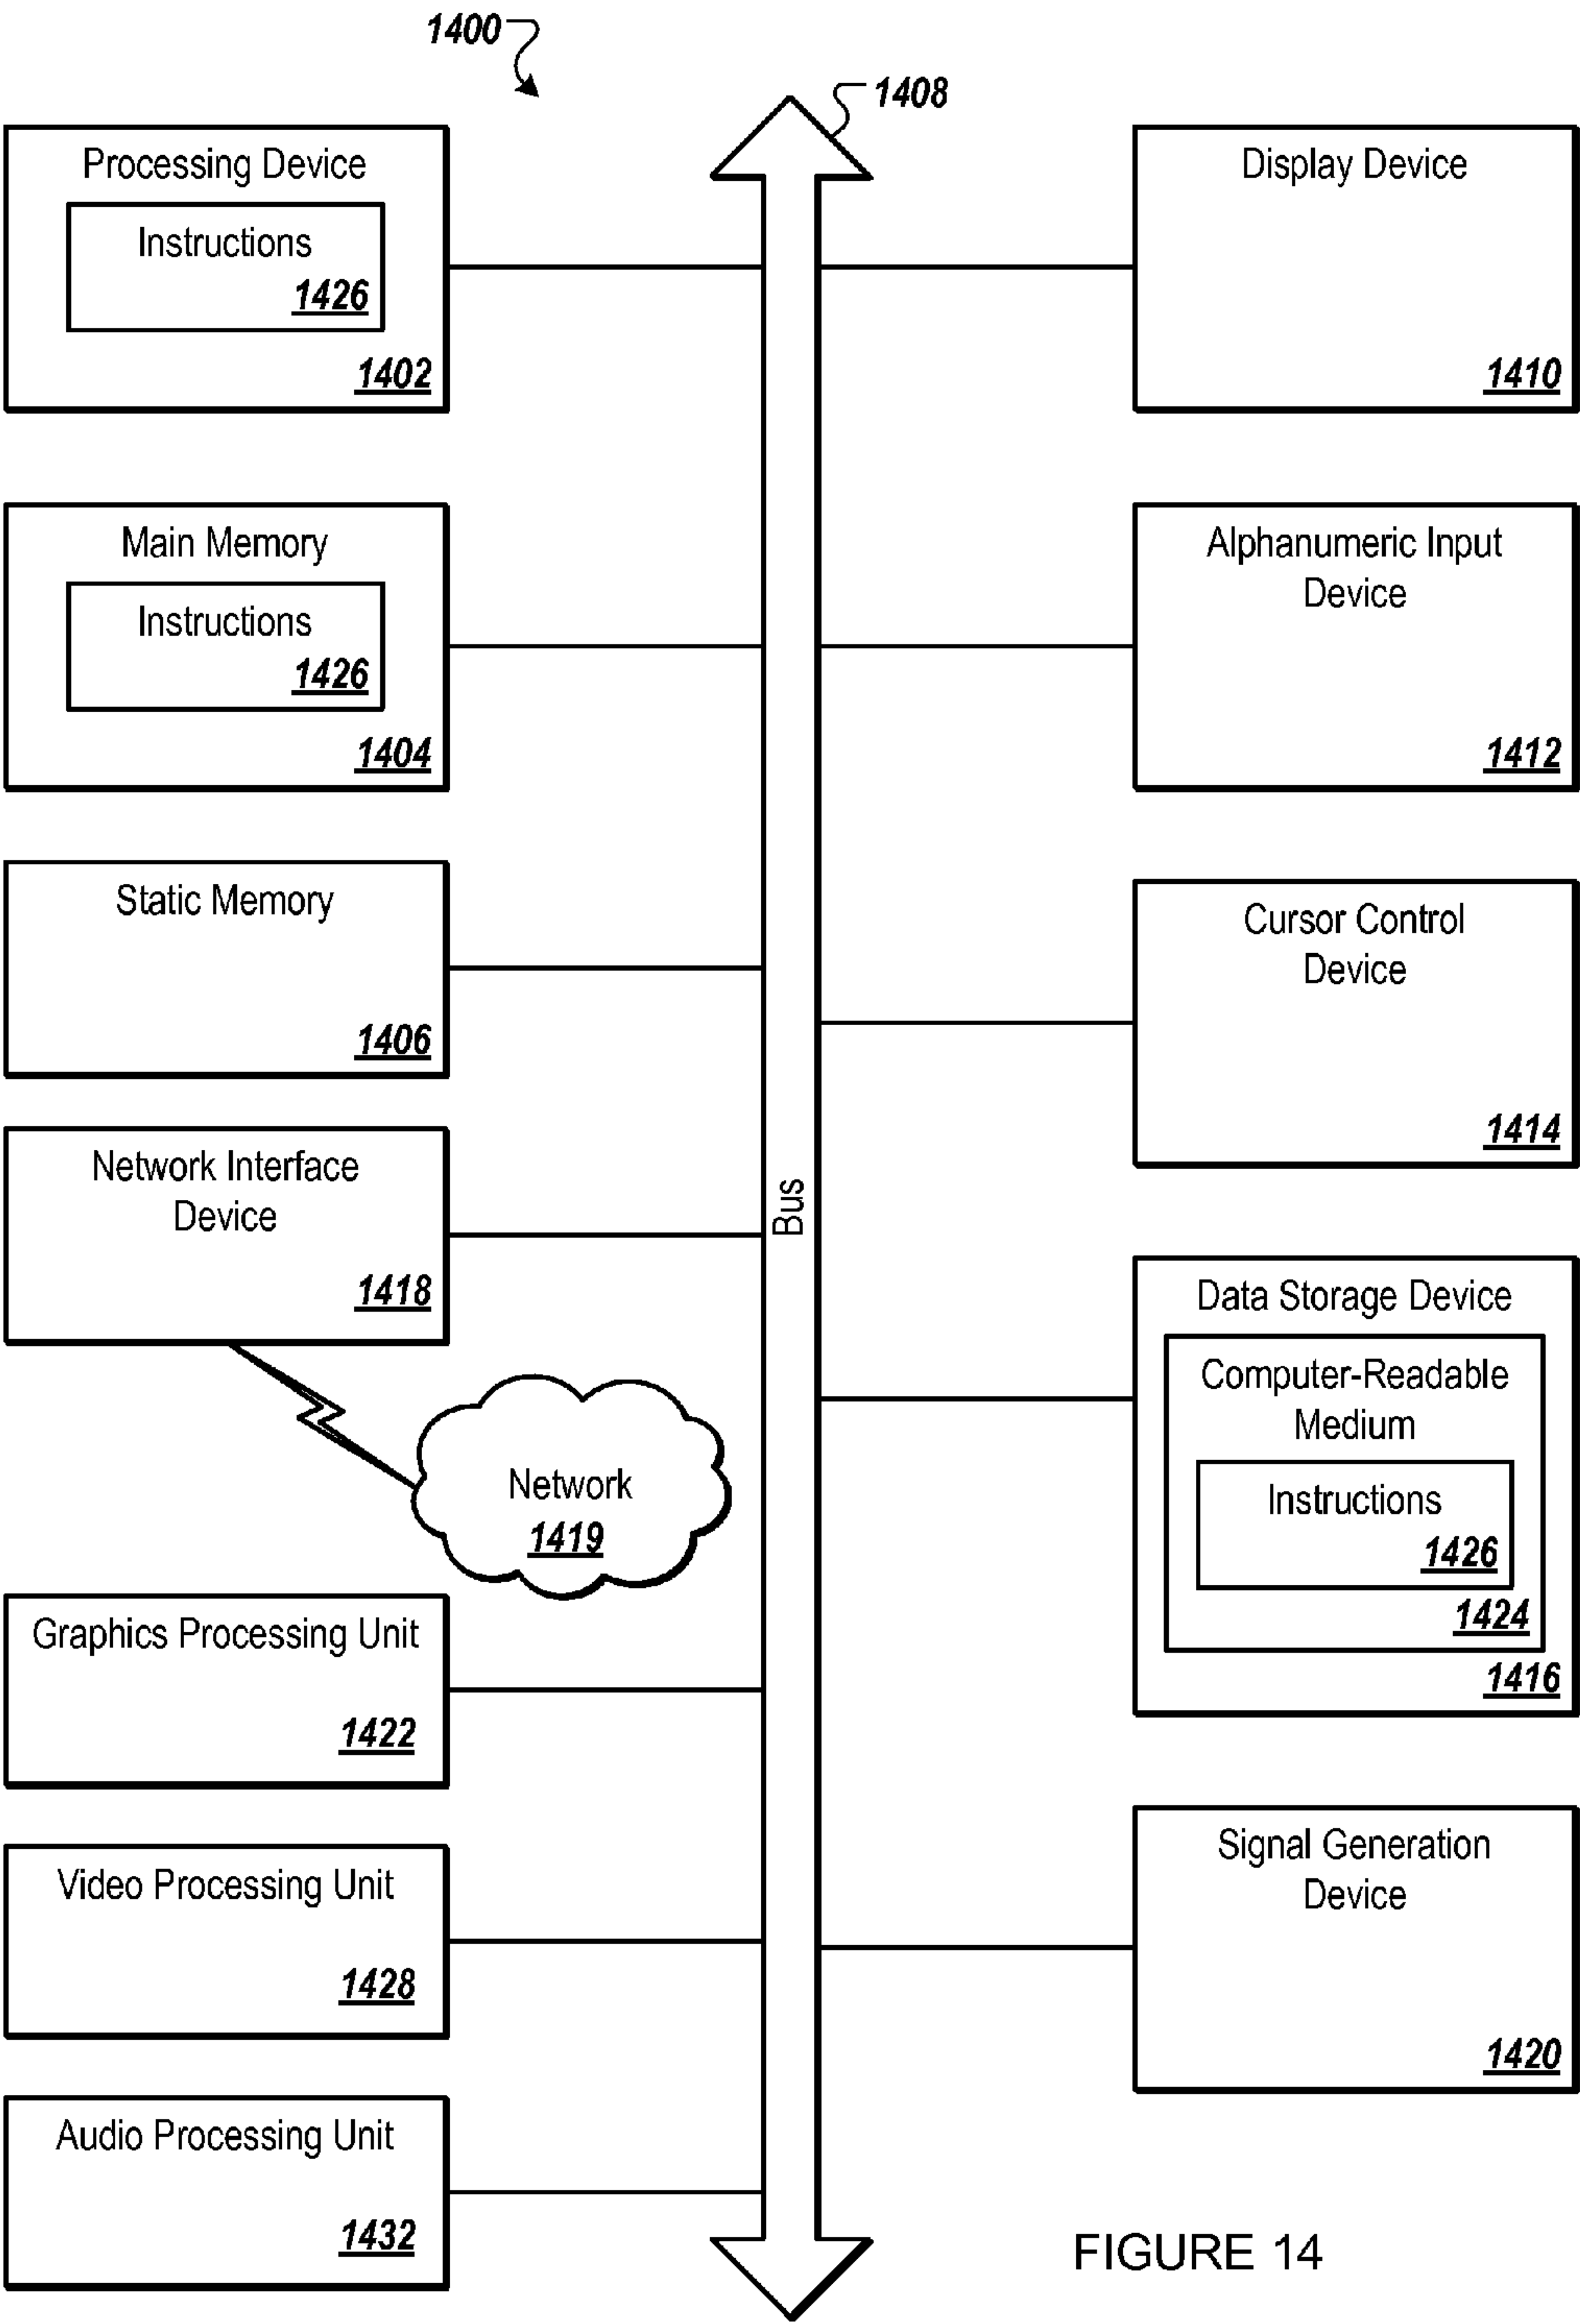 1400
1408
Processing Device
Instructions
1426
1402
Main Memory
Instructions
1426
1404
Static Memory
1406
Network Interface
Device
1418
Network
1419
Graphics Processing Unit
1422
Video Processing Unit
1428
Audio Processing Unit
1432
Bus
Display Device
1410
Alphanumeric Input
Device
1412
Cursor Control
Device
1414
Data Storage Device
Computer-Readable
Medium
Instructions
1426
1424
1416
Signal Generation
Device
1420
FIGURE 14